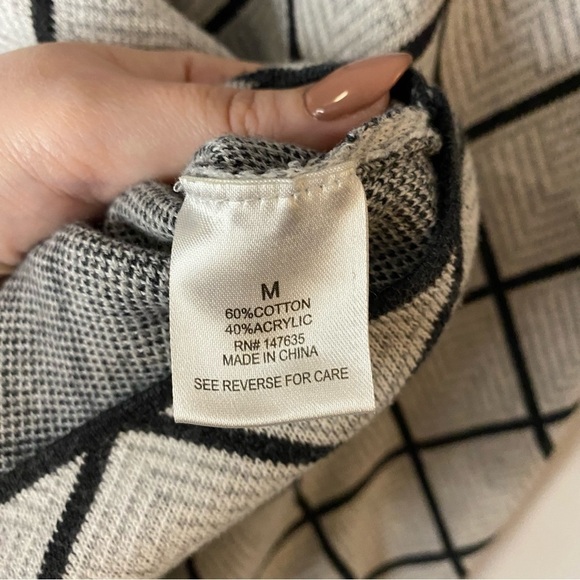 M
60%COTTON
40%ACRYLIC
RN# 147635
MADE IN CHINA
SEE REVERSE FOR CARE